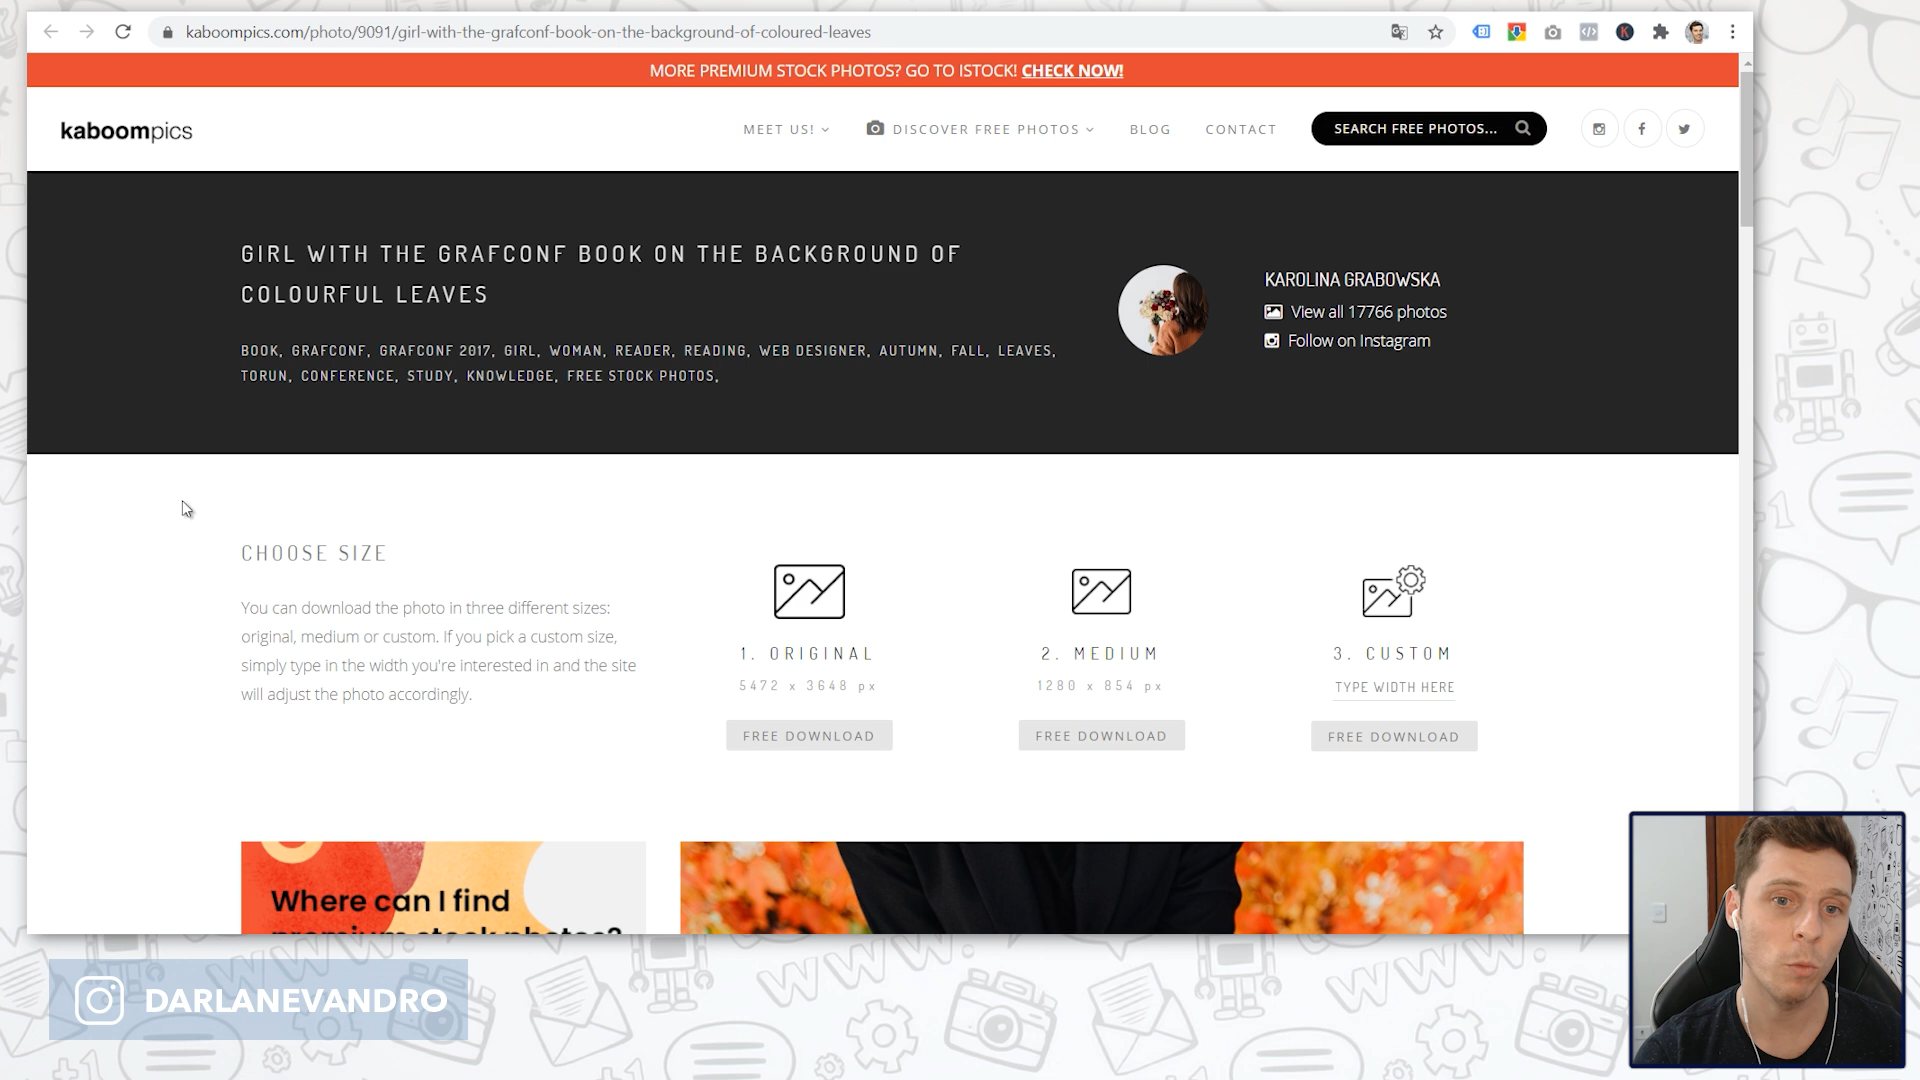 kaboompics.com/photo/9091/girl-with-the-grafconf-book-on-the-background-of-coloured-leaves
MORE PREMIUM STOCK PHOTOS? GO TO ISTOCK! CHECK NOW!
kaboompics
MEET US!
DISCOVER FREE PHOTOS
BLOG
CONTACT
SEARCH FREE PHOTOS...
GIRL WITH THE GRAFCONF BOOK ON THE BACKGROUND OF
COLOURFUL LEAVES
BOOK, GRAFCONF, GRAFCONF 2017, GIRL, WOMAN, READER, READING, WEB DESIGNER, AUTUMN, FALL, LEAVES,
TORUN, CONFERENCE, STUDY, KNOWLEDGE, FREE STOCK PHOTOS,
KAROLINA GRABOWSKA
View all 17766 photos
Follow on Instagram
CHOOSE SIZE
You can download the photo in three different sizes:
original, medium or custom. If you pick a custom size,
simply type in the width you're interested in and the site
will adjust the photo accordingly.
1. ORIGINAL
5472 x 3648 px
FREE DOWNLOAD
2. MEDIUM
1280 x 854 px
FREE DOWNLOAD
3. CUSTOM
TYPE WIDTH HERE
FREE DOWNLOAD
Where can I find
premium stock photos?
DARLANEVANDRO
www.
www.
+1
+1